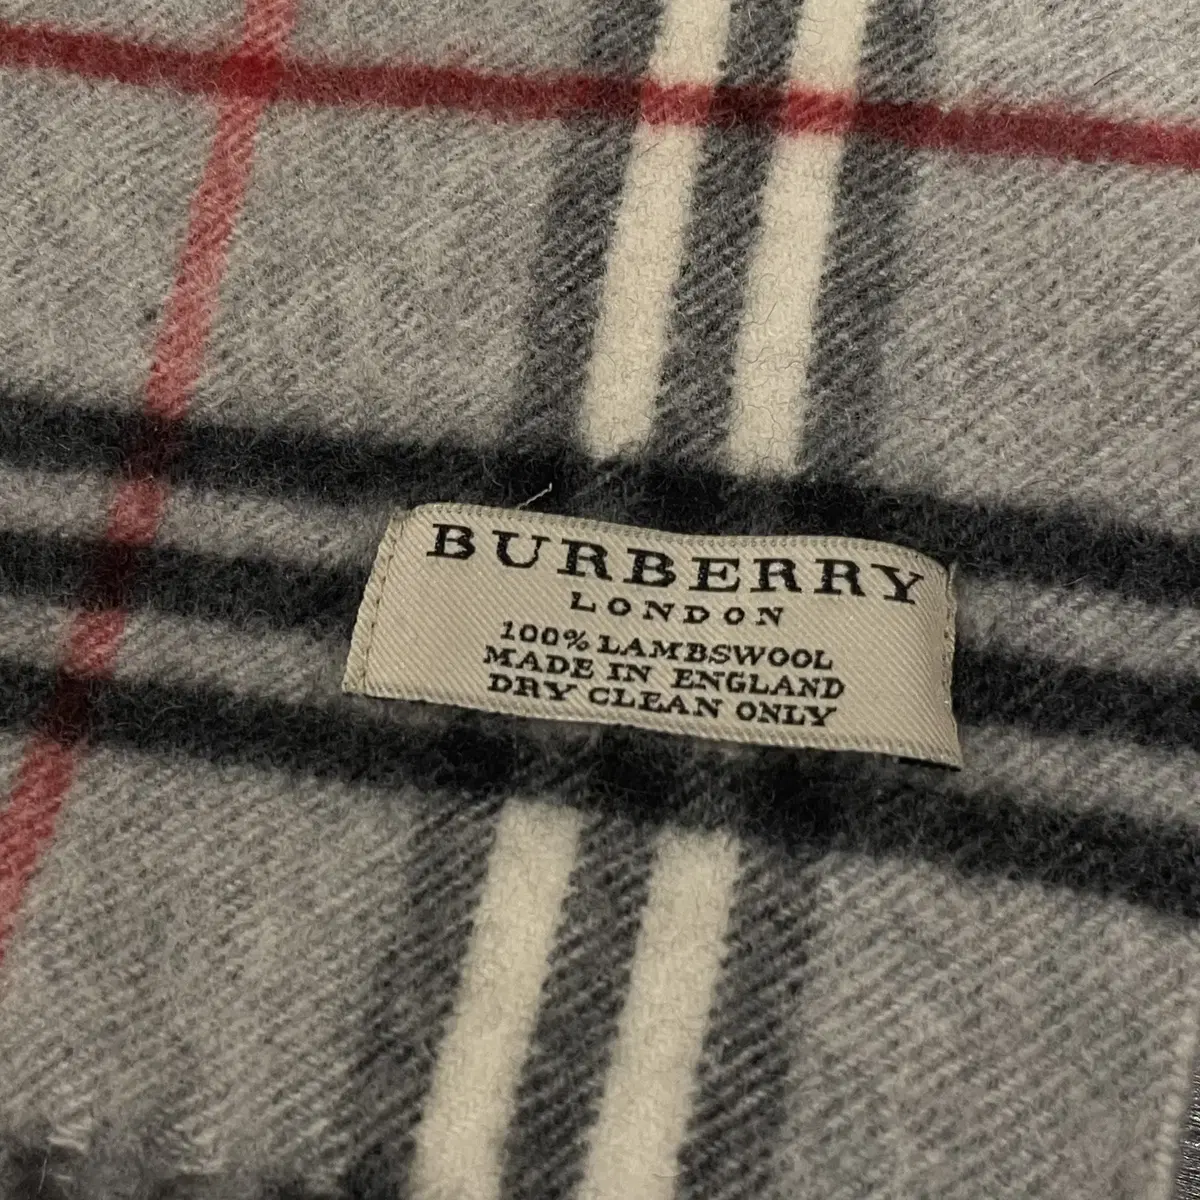 BURBERRY
LONDON
100% LAMBSWOOL
MADE IN ENGLAND
DRY CLEAN ONLY